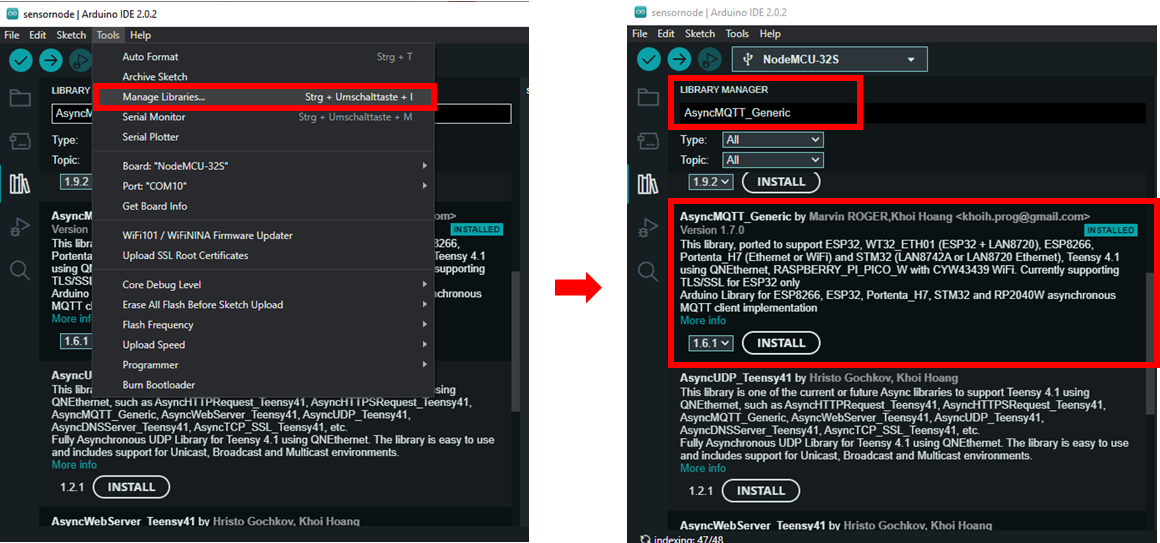 sensornode | Arduino IDE 2.0.2
File Edit Sketch Tools Help
LIBRARY
AsyncM
Type:
Topic:
1.9.2
Auto Format Strg + T
Archive Sketch
Manage Libraries... Strg + Umschalttaste + I
Serial Monitor Strg + Umschalttaste + M
Serial Plotter
Board: "NodeMCU-32S"
Port: "COM10"
Get Board Info
WiFi101 / WiFiNINA Firmware Updater
Upload SSL Root Certificates
Core Debug Level
Erase All Flash Before Sketch Upload
Flash Frequency
Upload Speed
Programmer
Burn Bootloader
AsyncM com>
Version INSTALLED
This libra 8266,
Portenta Teensy 4.1
using QN supporting
TLS/SSL
Arduino nchronous
MQTT cli
More info
1.6.1
AsyncUD
This library using
QNEthernet, such as AsyncHTTPRequest_Teensy41, AsyncHTTPSRequest_Teensy41,
AsyncMQTT_Generic, AsyncWebServer_Teensy41, AsyncUDP_Teensy41,
AsyncDNSServer_Teensy41, AsyncTCP_SSL_Teensy41, etc.
Fully Asynchronous UDP Library for Teensy 4.1 using QNEthernet. The library is easy to use
and includes support for Unicast, Broadcast and Multicast environments.
More info
1.2.1 INSTALL
AsyncWebServer_Teensy41 by Hristo Gochkov, Khoi Hoang
sensornode | Arduino IDE 2.0.2
File Edit Sketch Tools Help
NodeMCU-32S
LIBRARY MANAGER
AsyncMQTT_Generic
Type: All
Topic: All
1.9.2 INSTALL
AsyncMQTT_Generic by Marvin ROGER,Khoi Hoang <khoih.prog@gmail.com>
Version 1.7.0 INSTALLED
This library, ported to support ESP32, WT32_ETH01 (ESP32 + LAN8720), ESP8266,
Portenta_H7 (Ethernet or WiFi) and STM32 (LAN8742A or LAN8720 Ethernet), Teensy 4.1
using QNEthernet, RASPBERRY_PI_PICO_W with CYW43439 WiFi. Currently supporting
TLS/SSL for ESP32 only
Arduino Library for ESP8266, ESP32, Portenta_H7, STM32 and RP2040W asynchronous
MQTT client implementation
More info
1.6.1 INSTALL
AsyncUDP_Teensy41 by Hristo Gochkov, Khoi Hoang
This library is one of the current or future Async libraries to support Teensy 4.1 using
QNEthernet, such as AsyncHTTPRequest_Teensy41, AsyncHTTPSRequest_Teensy41,
AsyncMQTT_Generic, AsyncWebServer_Teensy41, AsyncUDP_Teensy41,
AsyncDNSServer_Teensy41, AsyncTCP_SSL_Teensy41, etc.
Fully Asynchronous UDP Library for Teensy 4.1 using QNEthernet. The library is easy to use
and includes support for Unicast, Broadcast and Multicast environments.
More info
1.2.1 INSTALL
AsyncWebServer_Teensy41 by Hristo Gochkov, Khoi Hoang
indexing: 47/48